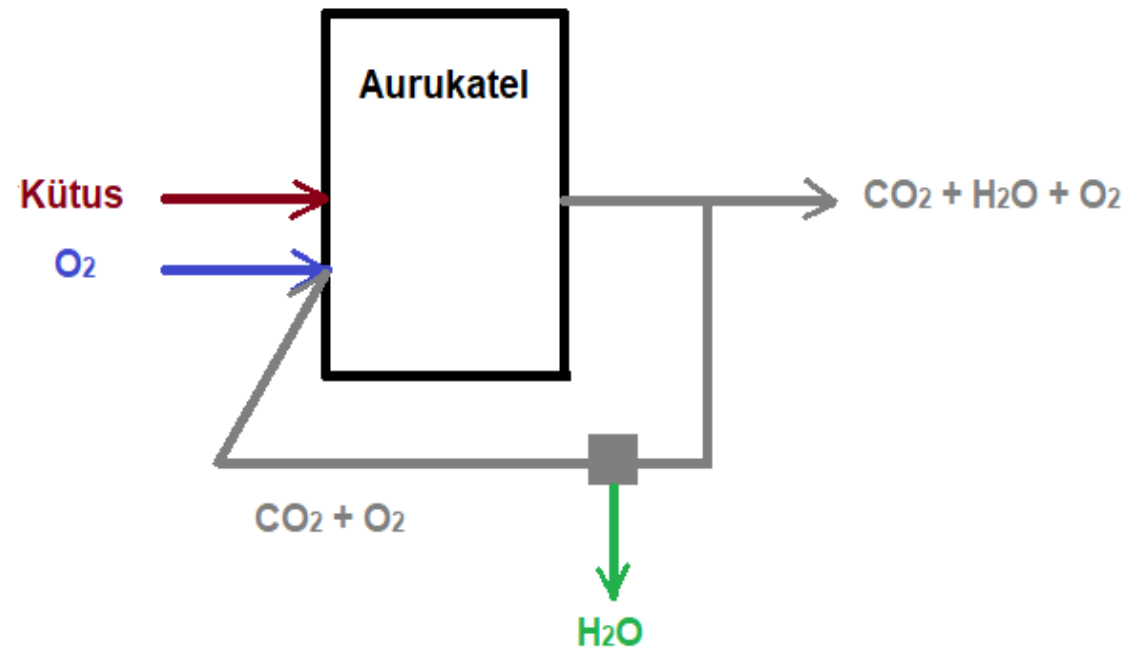 Aurukatel
Kütus
CO2 + H2O + O2
O2
CO2 + O2
H2O